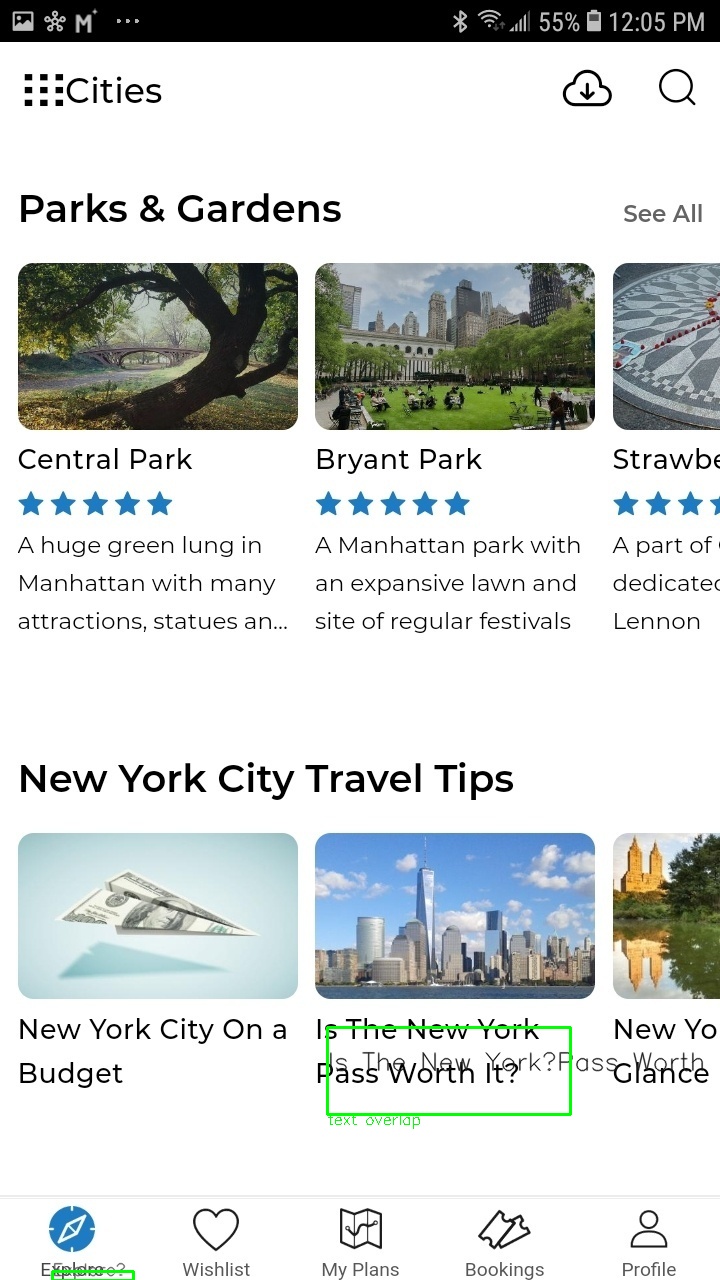 55% 12:05 PM
Cities
Parks & Gardens
See All
Central Park
A huge green lung in
Manhattan with many
attractions, statues an...
Bryant Park
A Manhattan park with
an expansive lawn and
site of regular festivals
Strawbe
A part of
dedicated
Lennon
New York City Travel Tips
New York City On a
Budget
Is The New York
Pass Worth It?
Is The New York?Pass Worth
text overlap
New Yo
Glance
Explore
Explore?
Wishlist
My Plans
Bookings
Profile